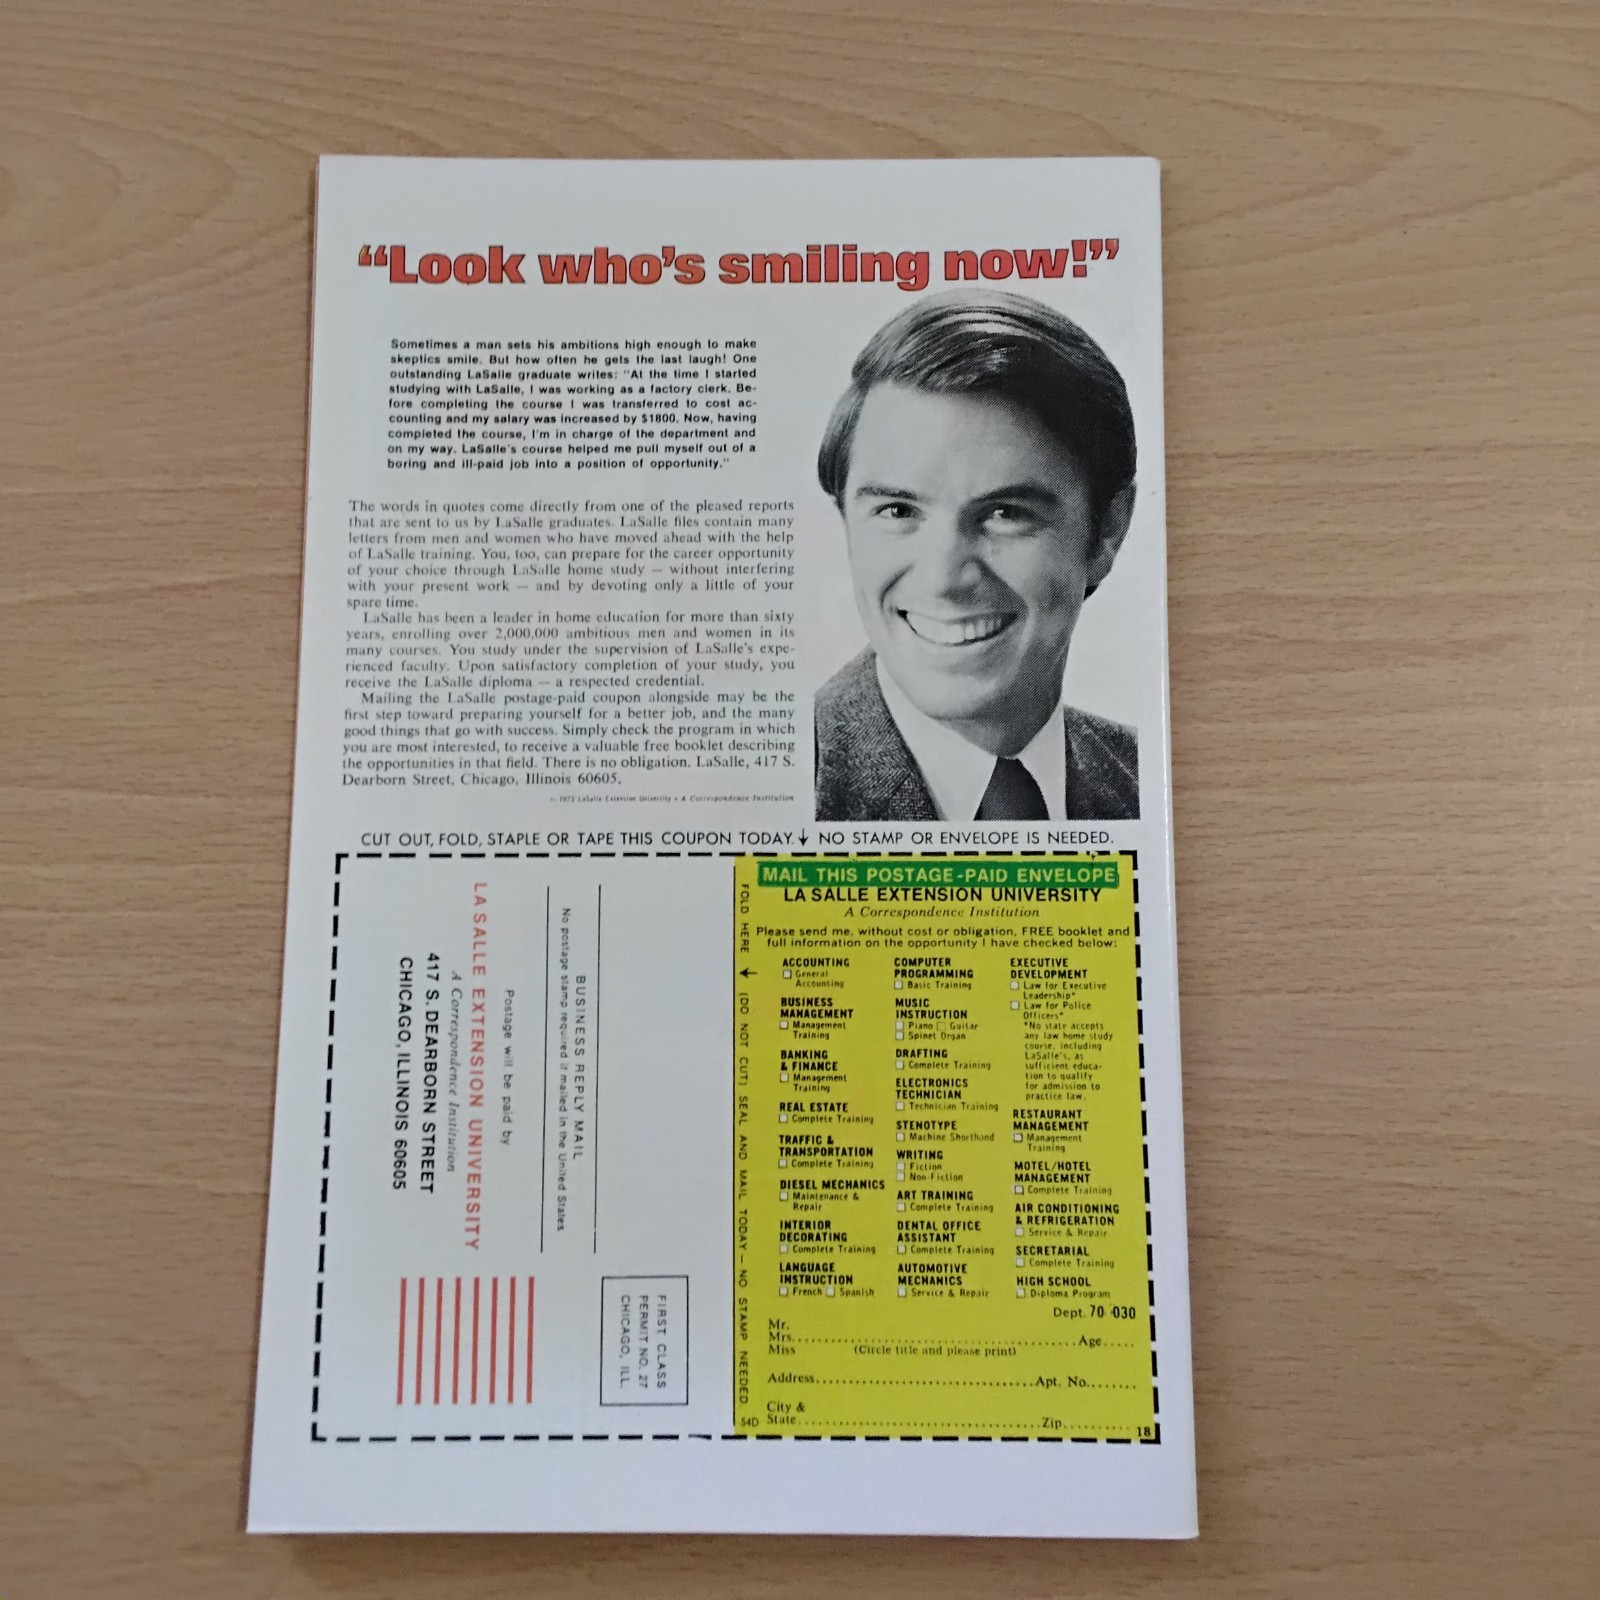 “Look who's smiling now!”
Sometimes a man sets his ambitions high enough to make
skeptics smile. But how often he gets the last laugh! One
outstanding LaSalle graduate writes: “At the time I started
studying with LaSalle, I was working as a factory clerk. Be-
fore completing the course I was transferred to cost ac-
counting and my salary was increased by $1800. Now, having
completed the course, I'm in charge of the department and
on my way. LaSalle's course helped me pull myself out of a
boring and ill-paid job into a position of opportunity.”
The words in quotes come directly from one of the pleased reports
that are sent to us by LaSalle graduates. LaSalle files contain many
letters from men and women who have moved ahead with the help
of LaSalle training. You, too, can prepare for the career opportunity
of your choice through LaSalle home study — without interfering
with your present work — and by devoting only a little of your
spare time.
LaSalle has been a leader in home education for more than sixty
years, enrolling over 2,000,000 ambitious men and women in its
many courses. You study under the supervision of LaSalle's expe-
rienced faculty. Upon satisfactory completion of your study, you
receive the LaSalle diploma — a respected credential.
Mailing the LaSalle postage-paid coupon alongside may be the
first step toward preparing yourself for a better job, and the many
good things that go with success. Simply check the program in which
you are most interested, to receive a valuable free booklet describing
the opportunities in that field. There is no obligation. LaSalle, 417 S.
Dearborn Street, Chicago, Illinois 60605.
LaSalle Extension University • A Correspondence Institution
CUT OUT, FOLD, STAPLE OR TAPE THIS COUPON TODAY. ↓ NO STAMP OR ENVELOPE IS NEEDED.
FIRST CLASS
PERMIT NO. 27
CHICAGO, ILL.
BUSINESS REPLY MAIL
No postage stamp required if mailed in the United States
Postage will be paid by
LA SALLE EXTENSION UNIVERSITY
A Correspondence Institution
417 S. DEARBORN STREET
CHICAGO, ILLINOIS 60605
FOLD HERE (DO NOT CUT) SEAL AND MAIL TODAY — NO STAMP NEEDED
54D
MAIL THIS POSTAGE-PAID ENVELOPE
LA SALLE EXTENSION UNIVERSITY
A Correspondence Institution
Please send me, without cost or obligation, FREE booklet and
full information on the opportunity I have checked below:
ACCOUNTING
General
Accounting
BUSINESS
MANAGEMENT
Management
Training
BANKING
& FINANCE
Management
Training
REAL ESTATE
Complete Training
TRAFFIC &
TRANSPORTATION
Complete Training
DIESEL MECHANICS
Maintenance &
Repair
INTERIOR
DECORATING
Complete Training
LANGUAGE
INSTRUCTION
French Spanish
COMPUTER
PROGRAMMING
Basic Training
MUSIC
INSTRUCTION
Piano Guitar
Spinet Organ
DRAFTING
Complete Training
ELECTRONICS
TECHNICIAN
Technician Training
STENOTYPE
Machine Shorthand
WRITING
Fiction
Non-Fiction
ART TRAINING
Complete Training
DENTAL OFFICE
ASSISTANT
Complete Training
AUTOMOTIVE
MECHANICS
Service & Repair
EXECUTIVE
DEVELOPMENT
Law for Executive
Leadership*
Law for Police
Officers*
*No state accepts
any law home study
course, including
LaSalle's, as
sufficient educa-
tion to qualify
for admission to
practice law.
RESTAURANT
MANAGEMENT
Management
Training
MOTEL/HOTEL
MANAGEMENT
Complete Training
AIR CONDITIONING
& REFRIGERATION
Service & Repair
SECRETARIAL
Complete Training
HIGH SCHOOL
Diploma Program
Dept. 70-030
Mr.
Mrs. Age
Miss (Circle title and please print)
Address Apt. No.
City &
State Zip
18